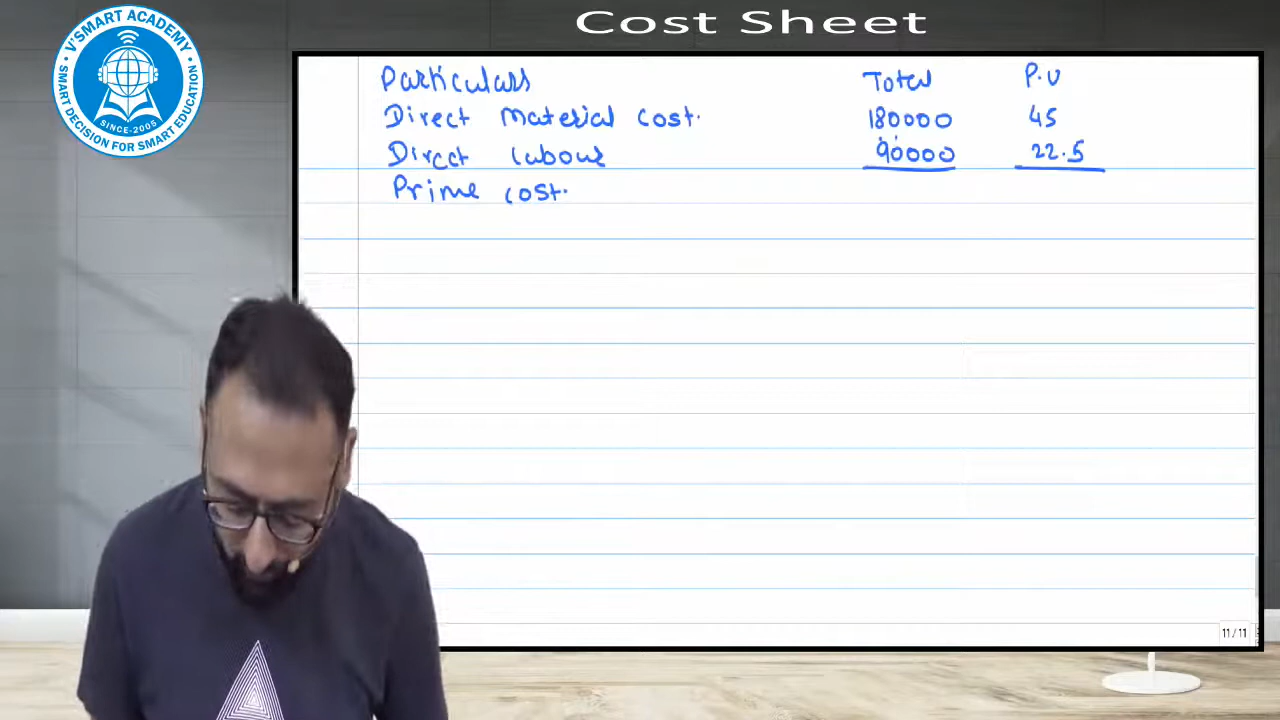 Cost Sheet
V'SMART ACADEMY
SMART DECISION FOR SMART EDUCATION
SINCE-2005
Particulars Total P.U
Direct Material Cost. 180000 45
Direct labour 90000 22.5
Prime cost.
11/11